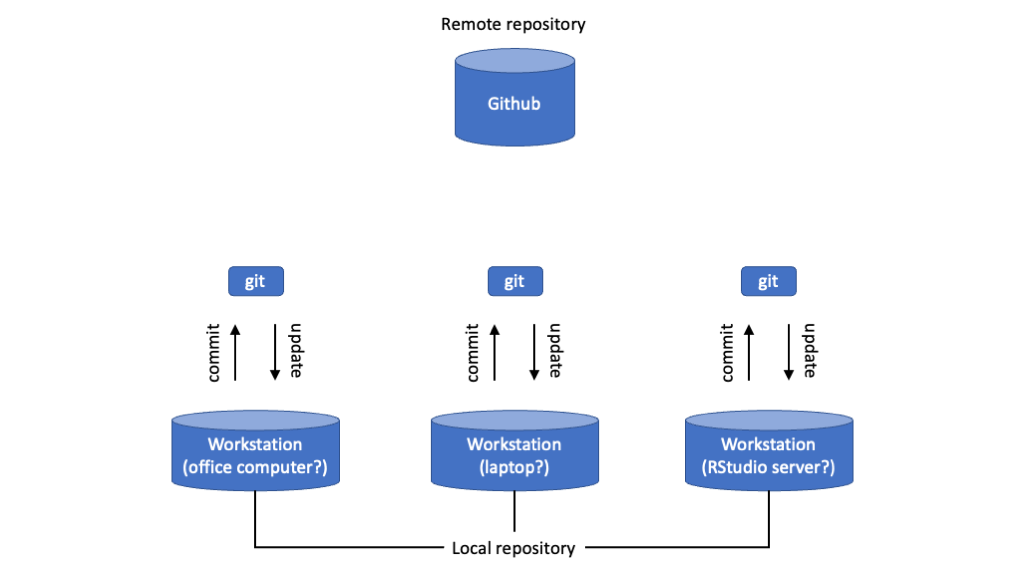 Remote repository
Github
git
git
git
commit
update
commit
update
commit
update
Workstation
(office computer?)
Workstation
(laptop?)
Workstation
(RStudio server?)
Local repository